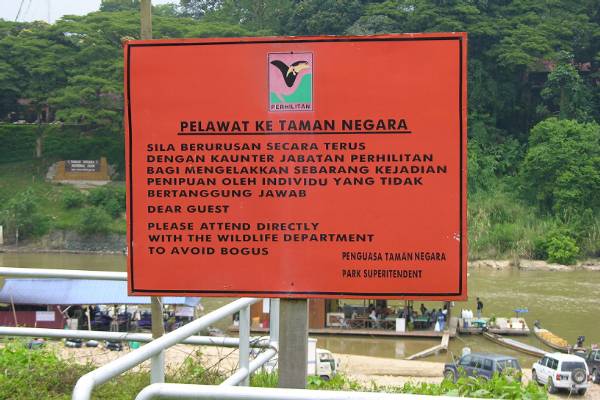 PERHILITAN
PELAWAT KE TAMAN NEGARA
SILA BERURUSAN SECARA TERUS
DENGAN KAUNTER JABATAN PERHILITAN
BAGI MENGELAKKAN SEBARANG KEJADIAN
PENIPUAN OLEH INDIVIDU YANG TIDAK
BERTANGGUNG JAWAB
DEAR GUEST
PLEASE ATTEND DIRECTLY
WITH THE WILDLIFE DEPARTMENT
TO AVOID BOGUS
PENGUASA TAMAN NEGARA
PARK SUPERITENDENT